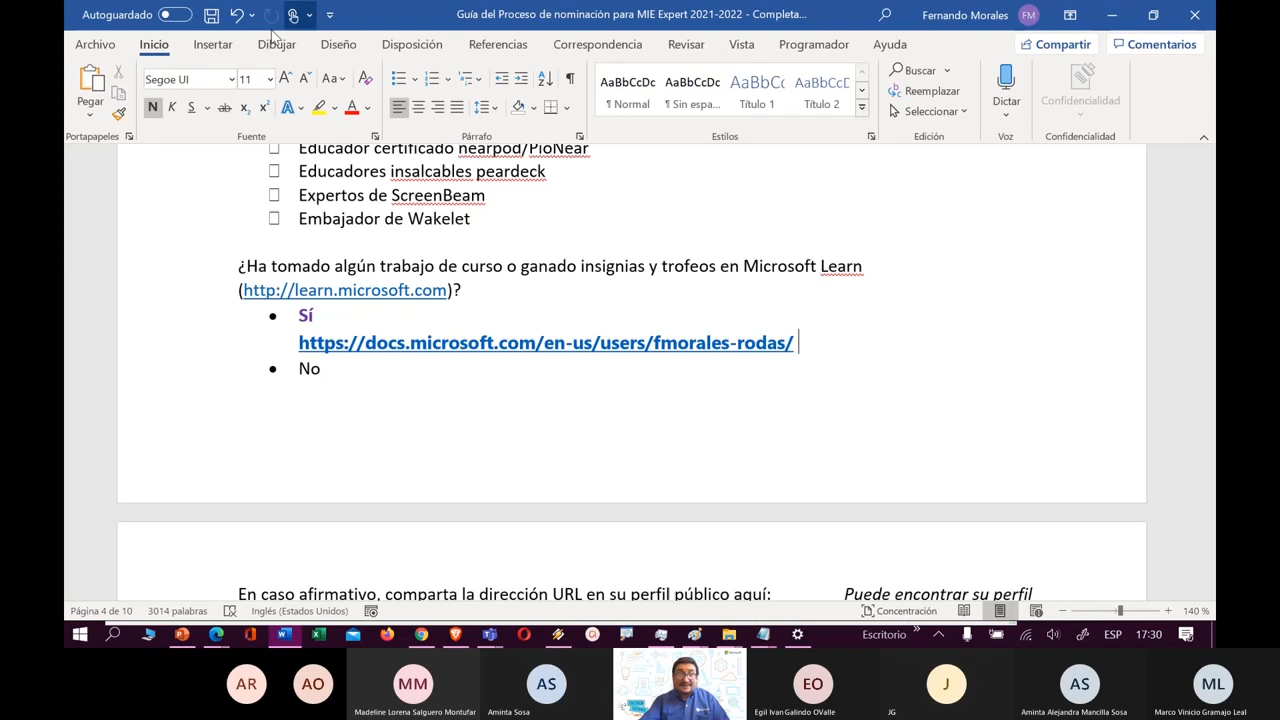 Autoguardado
Guía del Proceso de nominación para MIE Expert 2021-2022 - Completa...
Fernando Morales FM
Archivo Inicio Insertar Dibujar Diseño Disposición Referencias Correspondencia Revisar Vista Programador Ayuda Compartir Comentarios
Pegar
Segoe UI 11
N K S ab x₂ x²
AaBbCcDc AaBbCcDc AaBbCc AaBbCcDc
¶ Normal ¶ Sin espa... Título 1 Título 2
Buscar
Reemplazar
Seleccionar
Dictar
Confidencialidad
Portapapeles Fuente Párrafo Estilos Edición Voz Confidencialidad
Educador certificado nearpod/PioNear
Educadores insalcables peardeck
Expertos de ScreenBeam
Embajador de Wakelet
¿Ha tomado algún trabajo de curso o ganado insignias y trofeos en Microsoft Learn
(http://learn.microsoft.com)?
• Sí
https://docs.microsoft.com/en-us/users/fmorales-rodas/
• No
En caso afirmativo, comparta la dirección URL en su perfil público aquí: Puede encontrar su perfil
Página 4 de 10 3014 palabras Inglés (Estados Unidos) Concentración 140 %
Escritorio ESP 17:30
AR AO MM AS EO J AS ML
Madeline Lorena Salguero Montufar Aminta Sosa Egil Ivan Galindo OValle JG Aminta Alejandra Mancilla Sosa Marco Vinicio Gramajo Leal